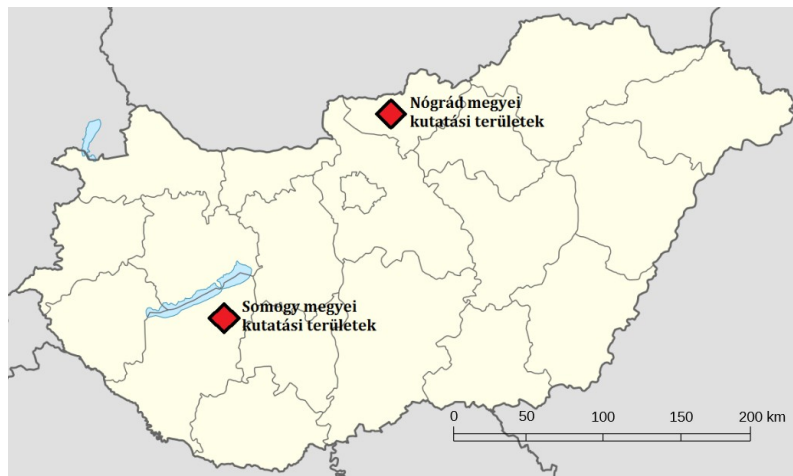 Nógrád megyei
kutatási területek
Somogy megyei
kutatási területek
0 50 100 150 200 km